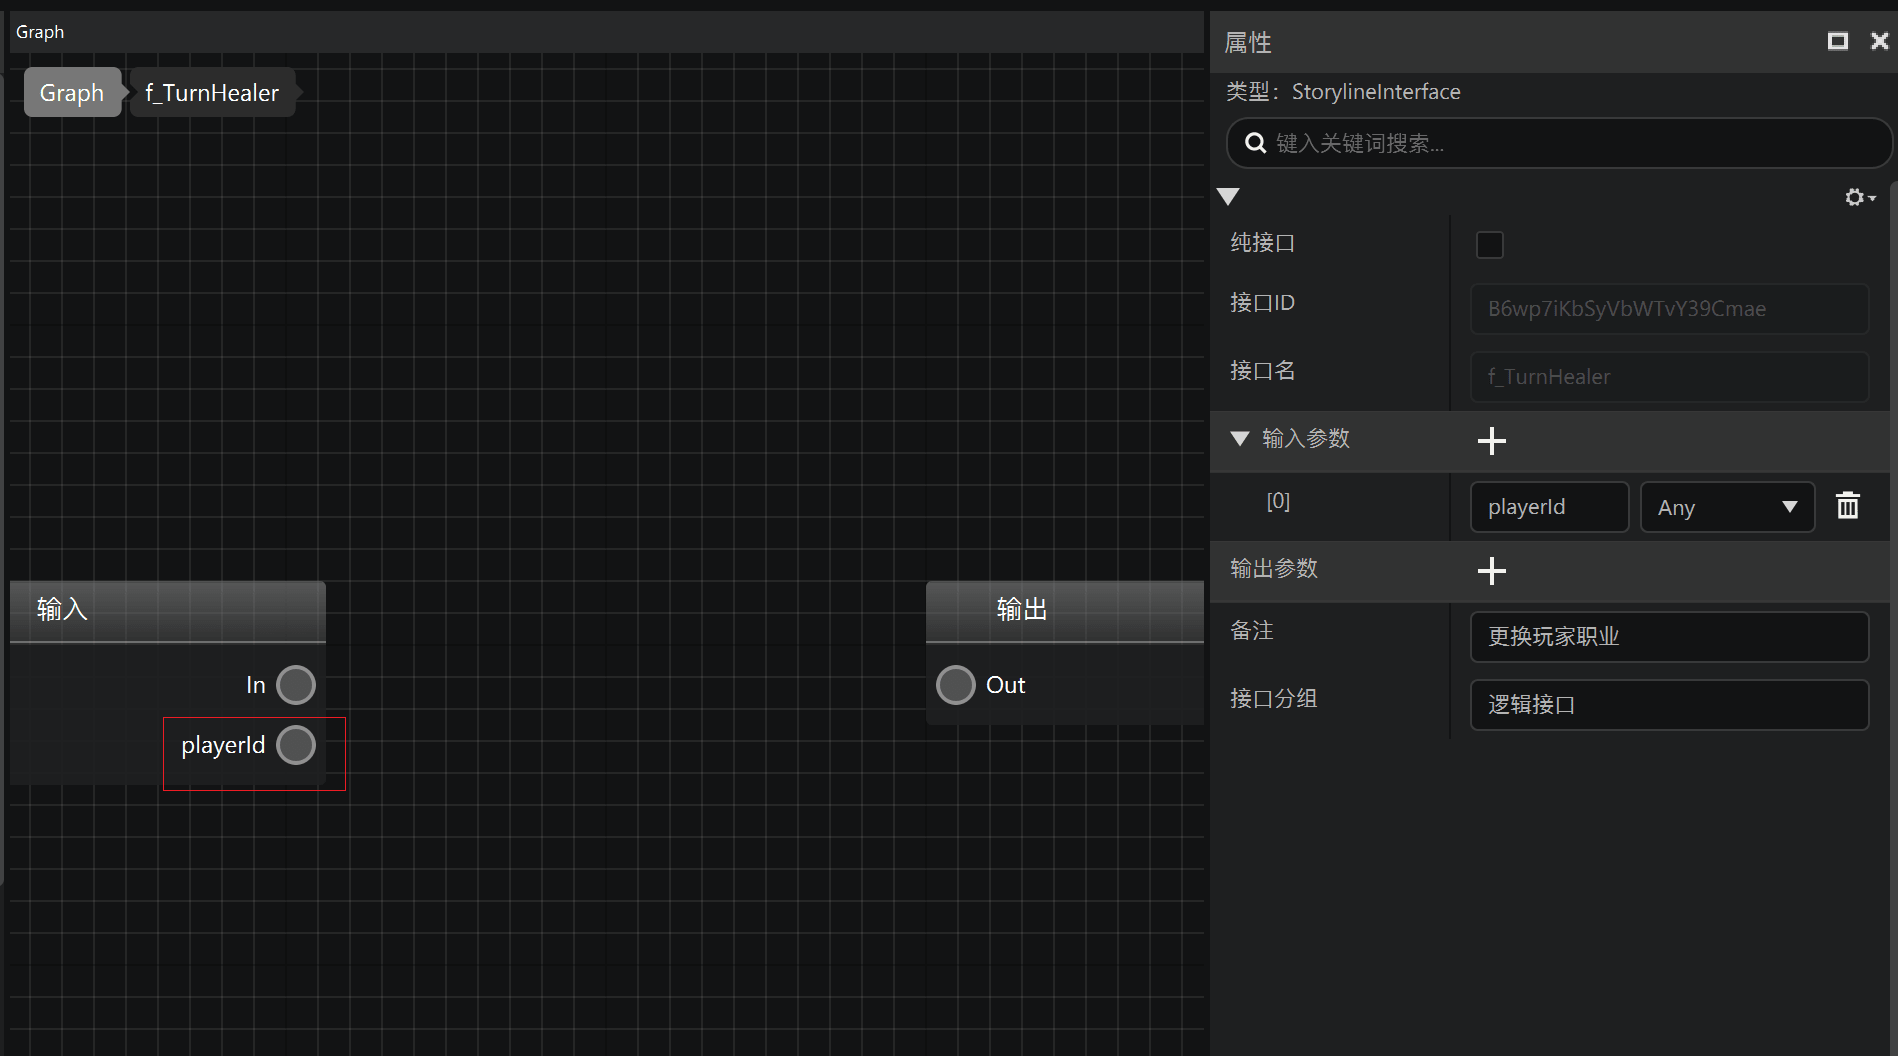 Graph
Graph
f_TurnHealer
输入
In
playerId
输出
Out
属性
类型：StorylineInterface
键入关键词搜索...
纯接口
接口ID
B6wp7iKbSyVbWTvY39Cmae
接口名
f_TurnHealer
输入参数
[0]
playerId
Any
输出参数
备注
更换玩家职业
接口分组
逻辑接口